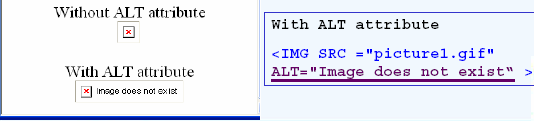 Without ALT attribute
With ALT attribute
Image does not exist
With ALT attribute
<IMG SRC ="picture1.gif"
ALT="Image does not exist“ >